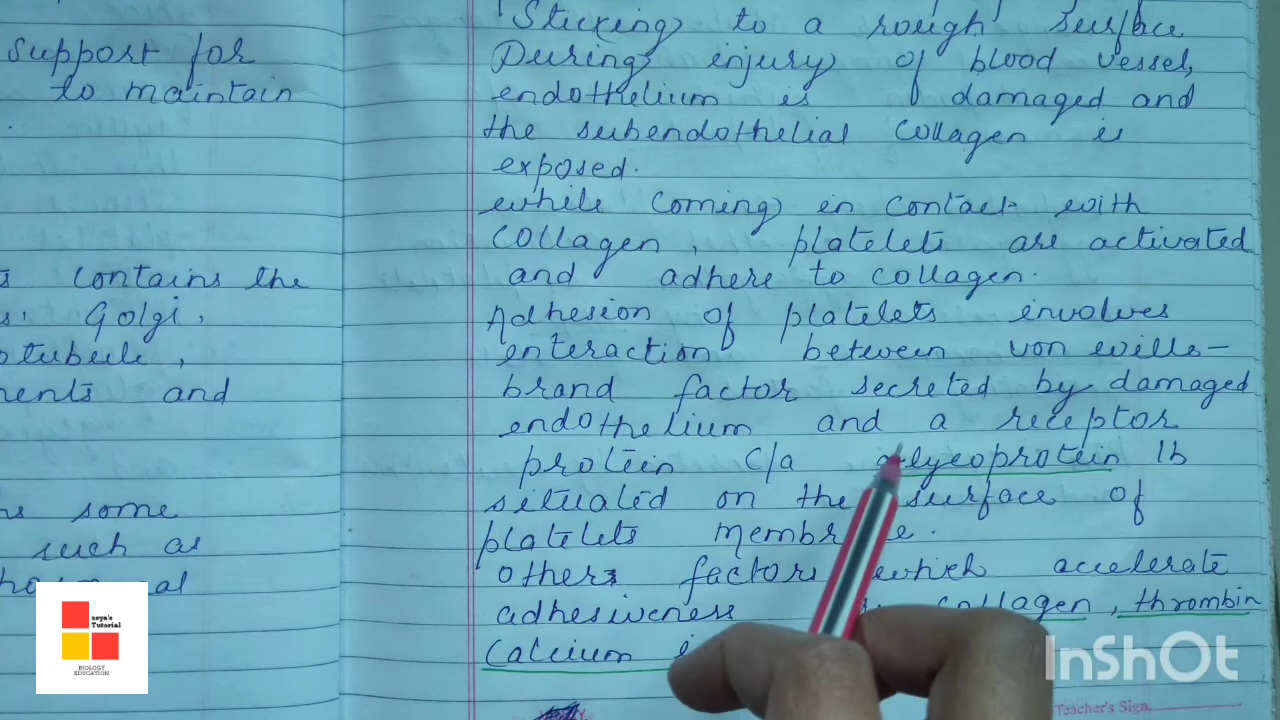 support for
to maintain
contains the
Golgi,
and
some
such as
Sticking to a rough surface
During injury of blood vessel,
endothelium is damaged and
the subendothelial collagen is
exposed.
while coming in contact with
collagen, platelets are activated
and adhere to collagen.
Adhesion of platelets involves
interaction between von wille-
brand factor secreted by damaged
endothelium and a receptor
protein c/a glycoprotein Ib
situated on the surface of
platelets membrane.
others factors which accelerate
adhesiveness collagen, thrombin
Calcium
zeya's
Tutorial
BIOLOGY
EDUCATION
InShOt
Teacher's Sign.